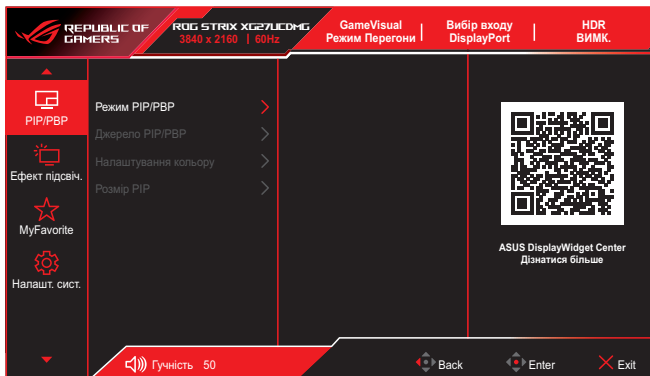 REPUBLIC OF
GAMERS
ROG STRIX XG27UCDMG
3840 x 2160 | 60Hz
GameVisual
Режим Перегони
Вибір входу
DisplayPort
HDR
ВИМК.
PIP/PBP
Ефект підсвіч.
MyFavorite
Налашт. сист.
Режим PIP/PBP
Джерело PIP/PBP
Налаштування кольору
Розмір PIP
ASUS DisplayWidget Center
Дізнатися більше
Гучність 50
Back
Enter
Exit